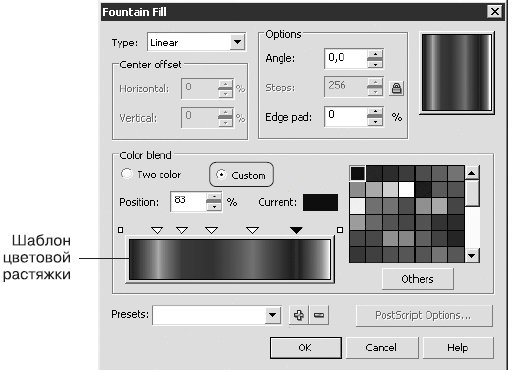 Fountain Fill
Type: Linear
Options
Angle: 0,0
Steps: 256
Edge pad: 0 %
Center offset
Horizontal: 0 %
Vertical: 0 %
Color blend
Two color
Custom
Position: 83 %
Current:
Шаблон
цветовой
растяжки
Others
Presets:
PostScript Options...
OK
Cancel
Help